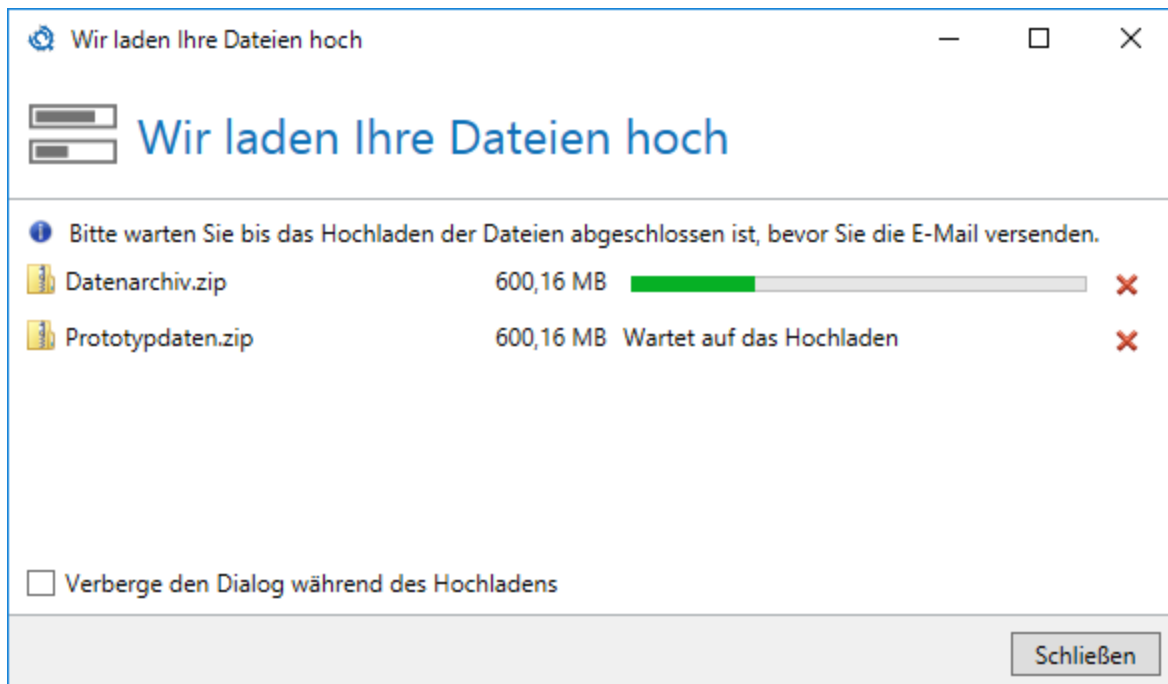 Wir laden Ihre Dateien hoch
Wir laden Ihre Dateien hoch
Bitte warten Sie bis das Hochladen der Dateien abgeschlossen ist, bevor Sie die E-Mail versenden.
Datenarchiv.zip 600,16 MB
Prototypdaten.zip 600,16 MB Wartet auf das Hochladen
Verberge den Dialog während des Hochladens
Schließen